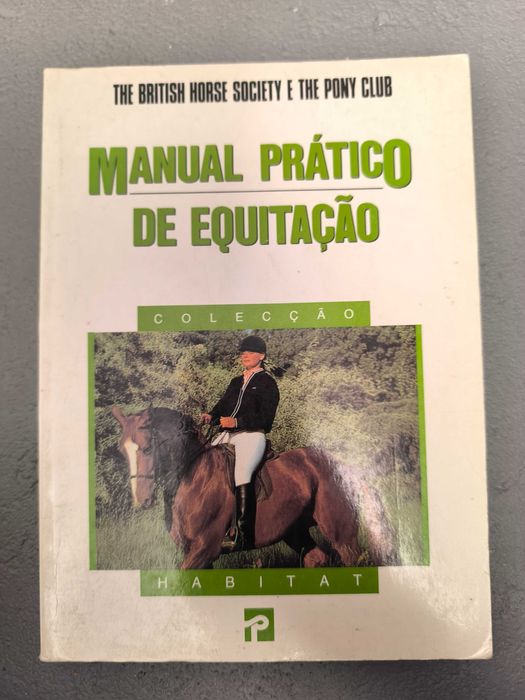 THE BRITISH HORSE SOCIETY E THE PONY CLUB
MANUAL PRÁTICO
DE EQUITAÇÃO
COLECÇÃO
HABITAT
P